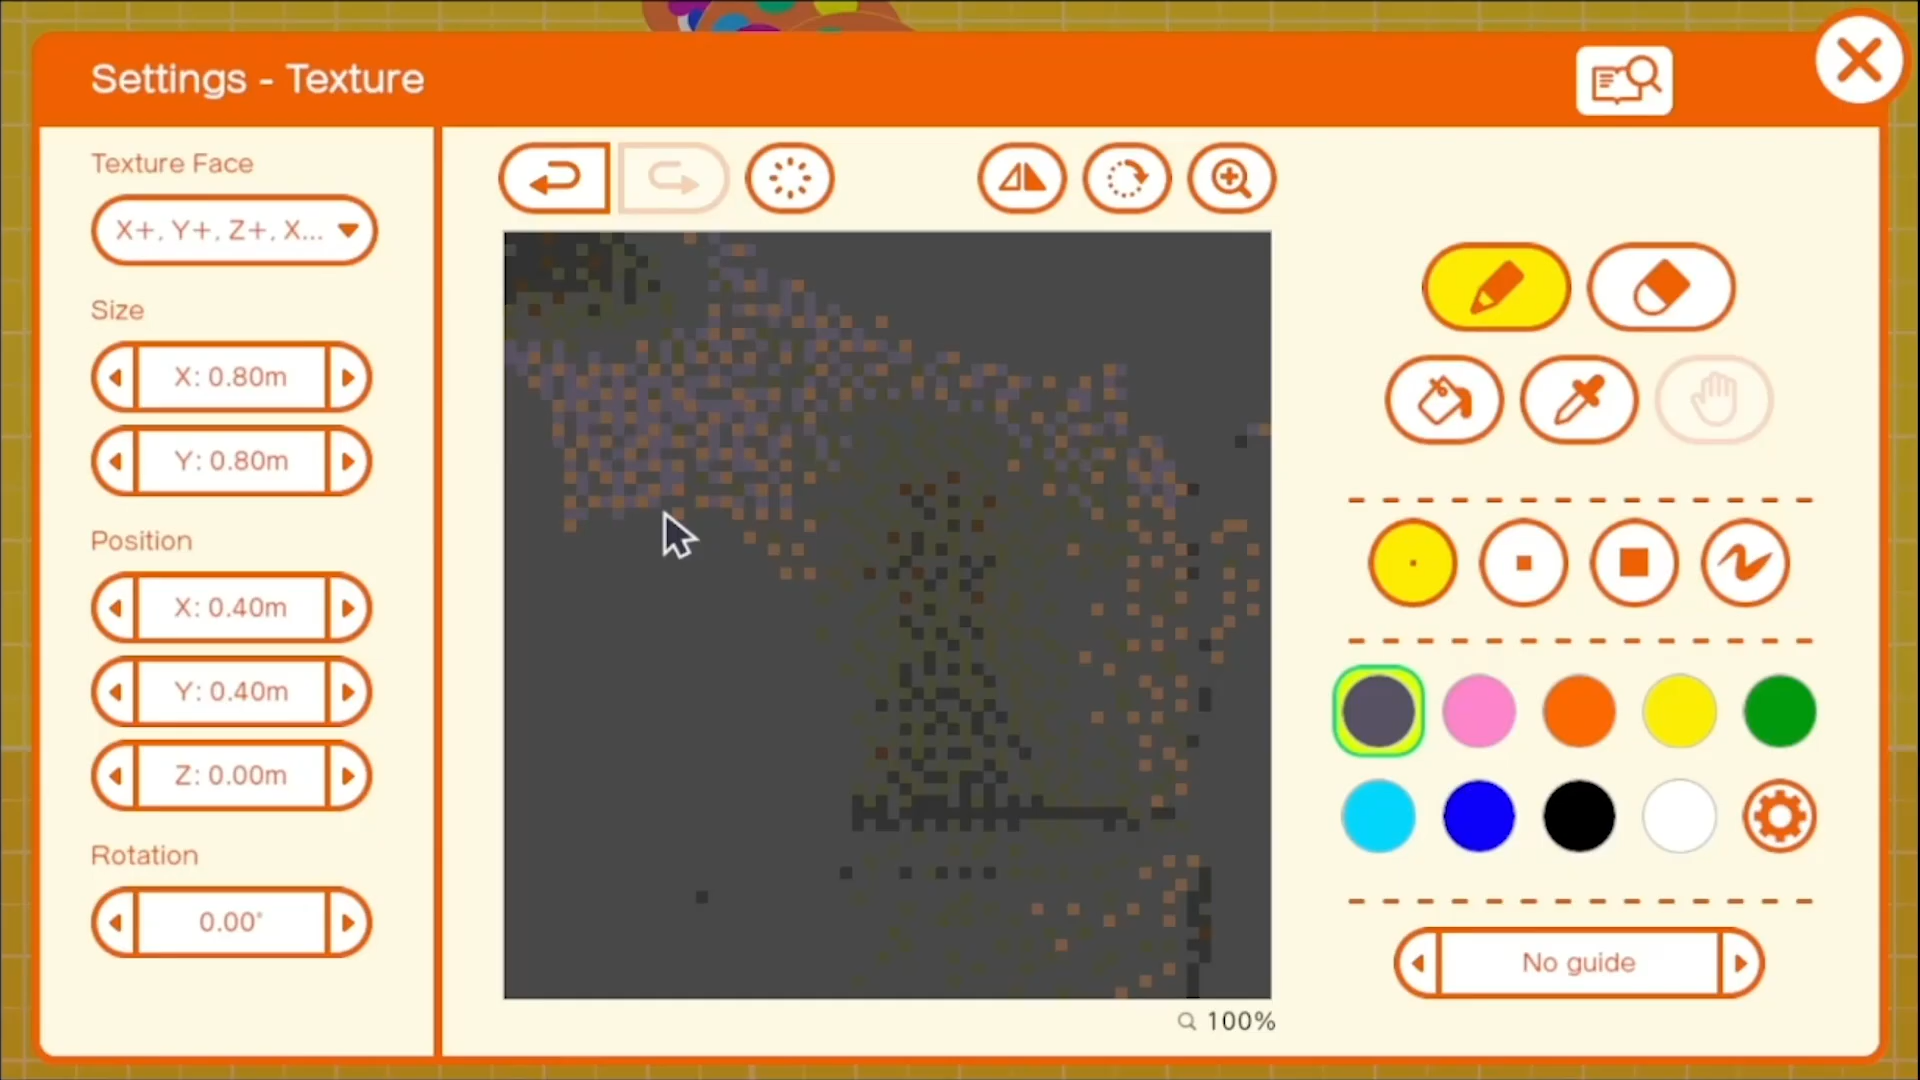 Settings - Texture
Texture Face
X+, Y+, Z+, X...
Size
X: 0.80m
Y: 0.80m
Position
X: 0.40m
Y: 0.40m
Z: 0.00m
Rotation
0.00°
No guide
100%